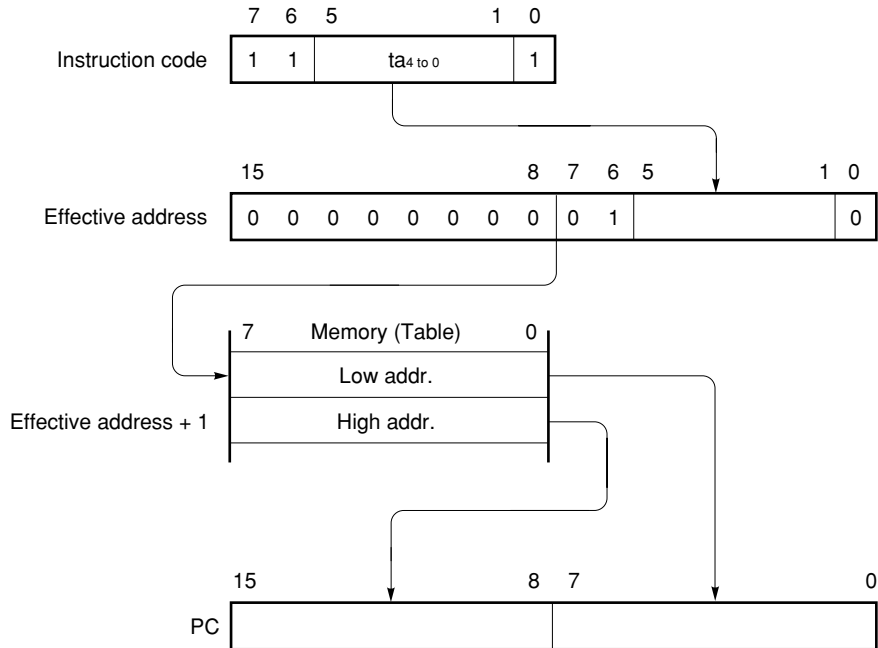 7 6 5 1 0
Instruction code 1 1 ta4 to 0 1
15 8 7 6 5 1 0
Effective address 0 0 0 0 0 0 0 0 0 1 0
7 Memory (Table) 0
Low addr.
Effective address + 1 High addr.
15 8 7 0
PC